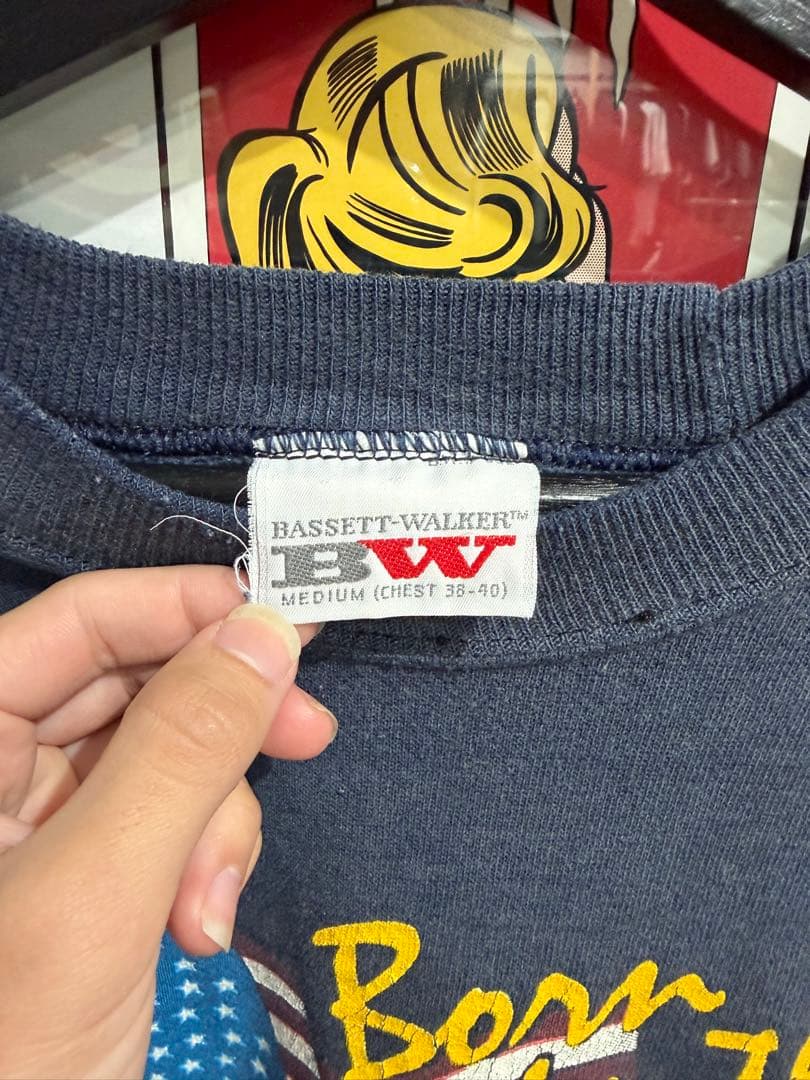 BASSETT-WALKER™
BW
MEDIUM (CHEST 38-40)
Born